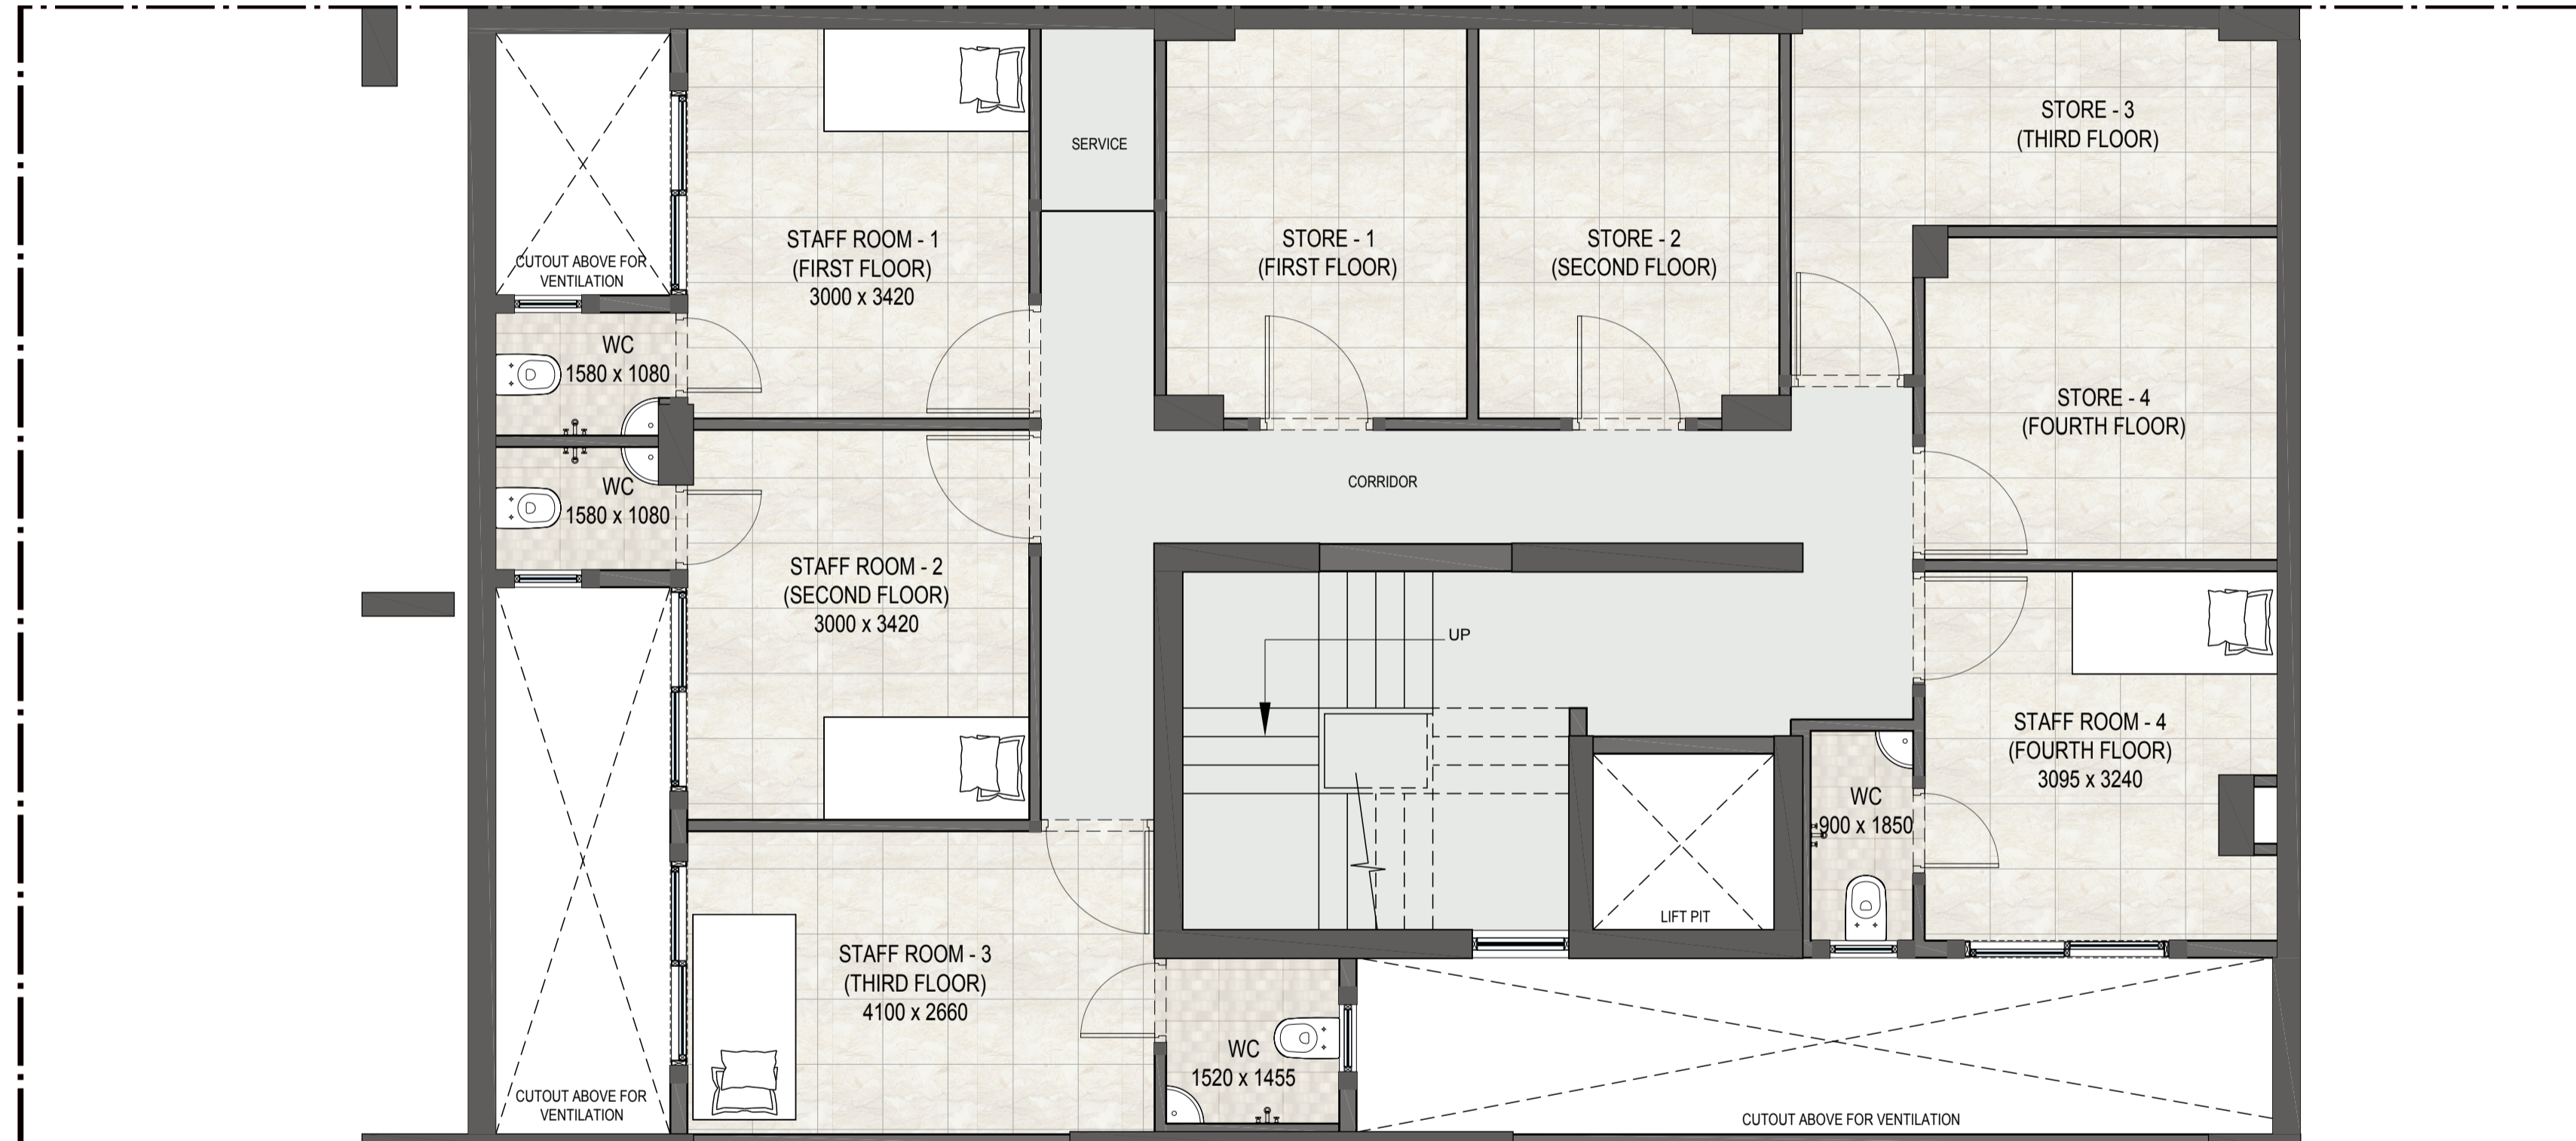 CUTOUT ABOVE FOR
VENTILATION
STAFF ROOM - 1
(FIRST FLOOR)
3000 x 3420
SERVICE
STORE - 1
(FIRST FLOOR)
STORE - 2
(SECOND FLOOR)
STORE - 3
(THIRD FLOOR)
WC
1580 x 1080
WC
1580 x 1080
STORE - 4
(FOURTH FLOOR)
CORRIDOR
STAFF ROOM - 2
(SECOND FLOOR)
3000 x 3420
UP
STAFF ROOM - 4
(FOURTH FLOOR)
3095 x 3240
WC
900 x 1850
LIFT PIT
STAFF ROOM - 3
(THIRD FLOOR)
4100 x 2660
WC
1520 x 1455
CUTOUT ABOVE FOR
VENTILATION
CUTOUT ABOVE FOR VENTILATION